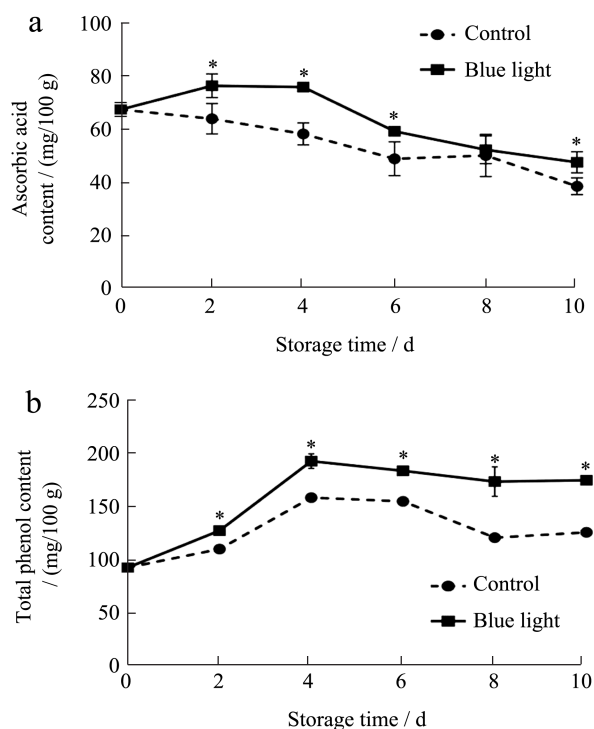 a
Control
Blue light
Ascorbic acid
content / (mg/100 g)
100
80
60
40
20
0
* * * *
0 2 4 6 8 10
Storage time / d
b
Total phenol content
/ (mg/100 g)
250
200
150
100
50
0
* * * * *
Control
Blue light
0 2 4 6 8 10
Storage time / d